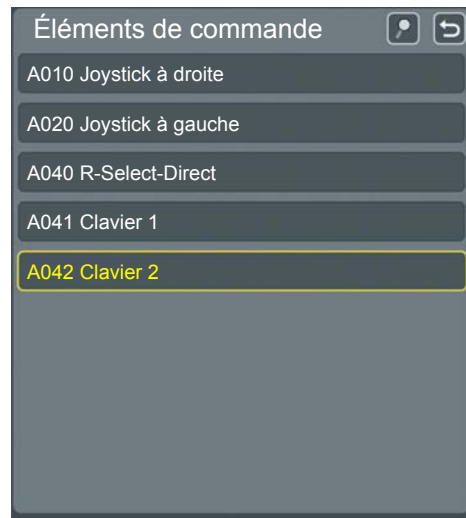 Éléments de commande
A010 Joystick à droite
A020 Joystick à gauche
A040 R-Select-Direct
A041 Clavier 1
A042 Clavier 2